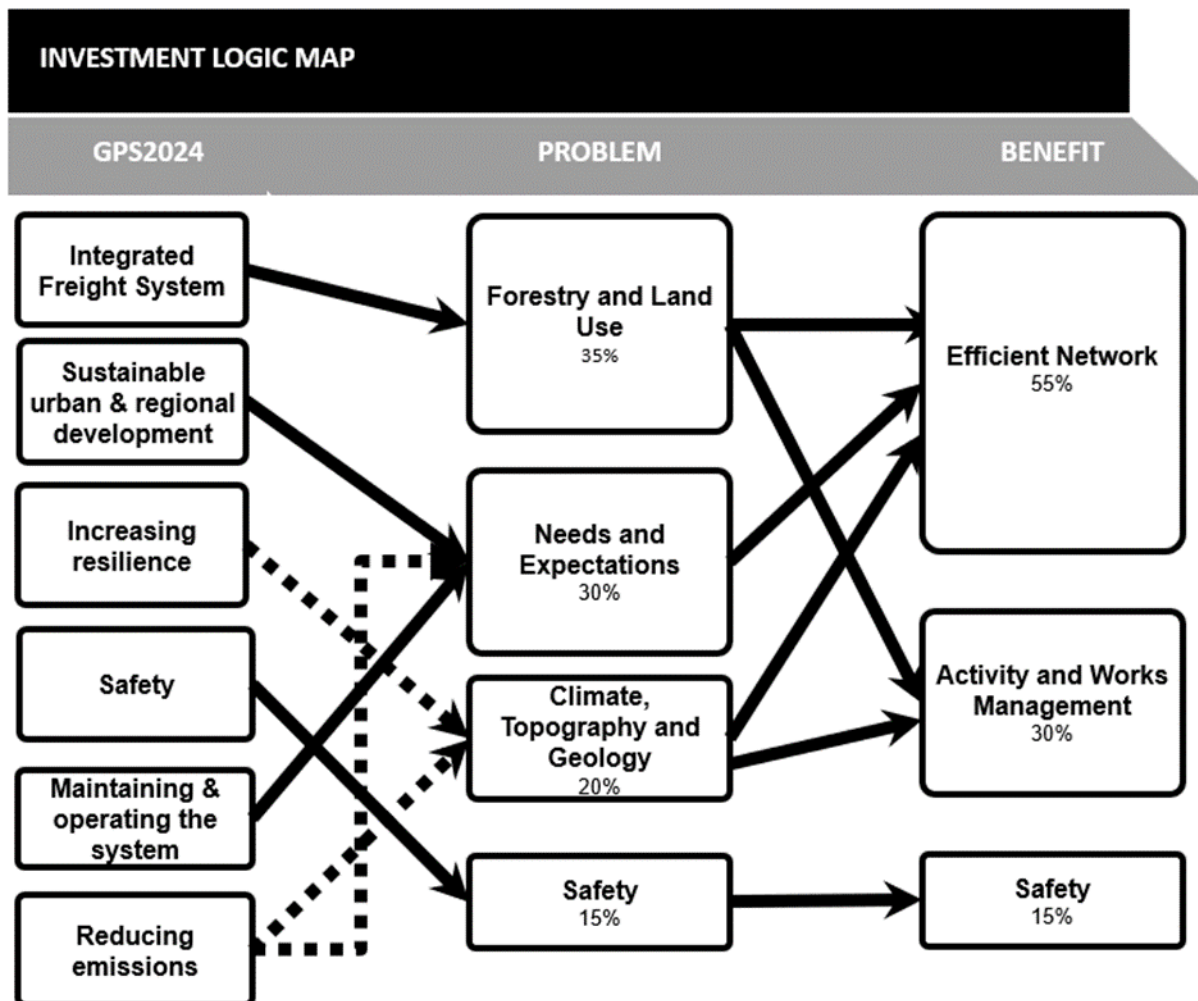 INVESTMENT LOGIC MAP
GPS2024
PROBLEM
BENEFIT
Integrated
Freight System
Sustainable
urban & regional
development
Increasing
resilience
Safety
Maintaining &
operating the
system
Reducing
emissions
Forestry and Land
Use
35%
Needs and
Expectations
30%
Climate,
Topography and
Geology
20%
Safety
15%
Efficient Network
55%
Activity and Works
Management
30%
Safety
15%